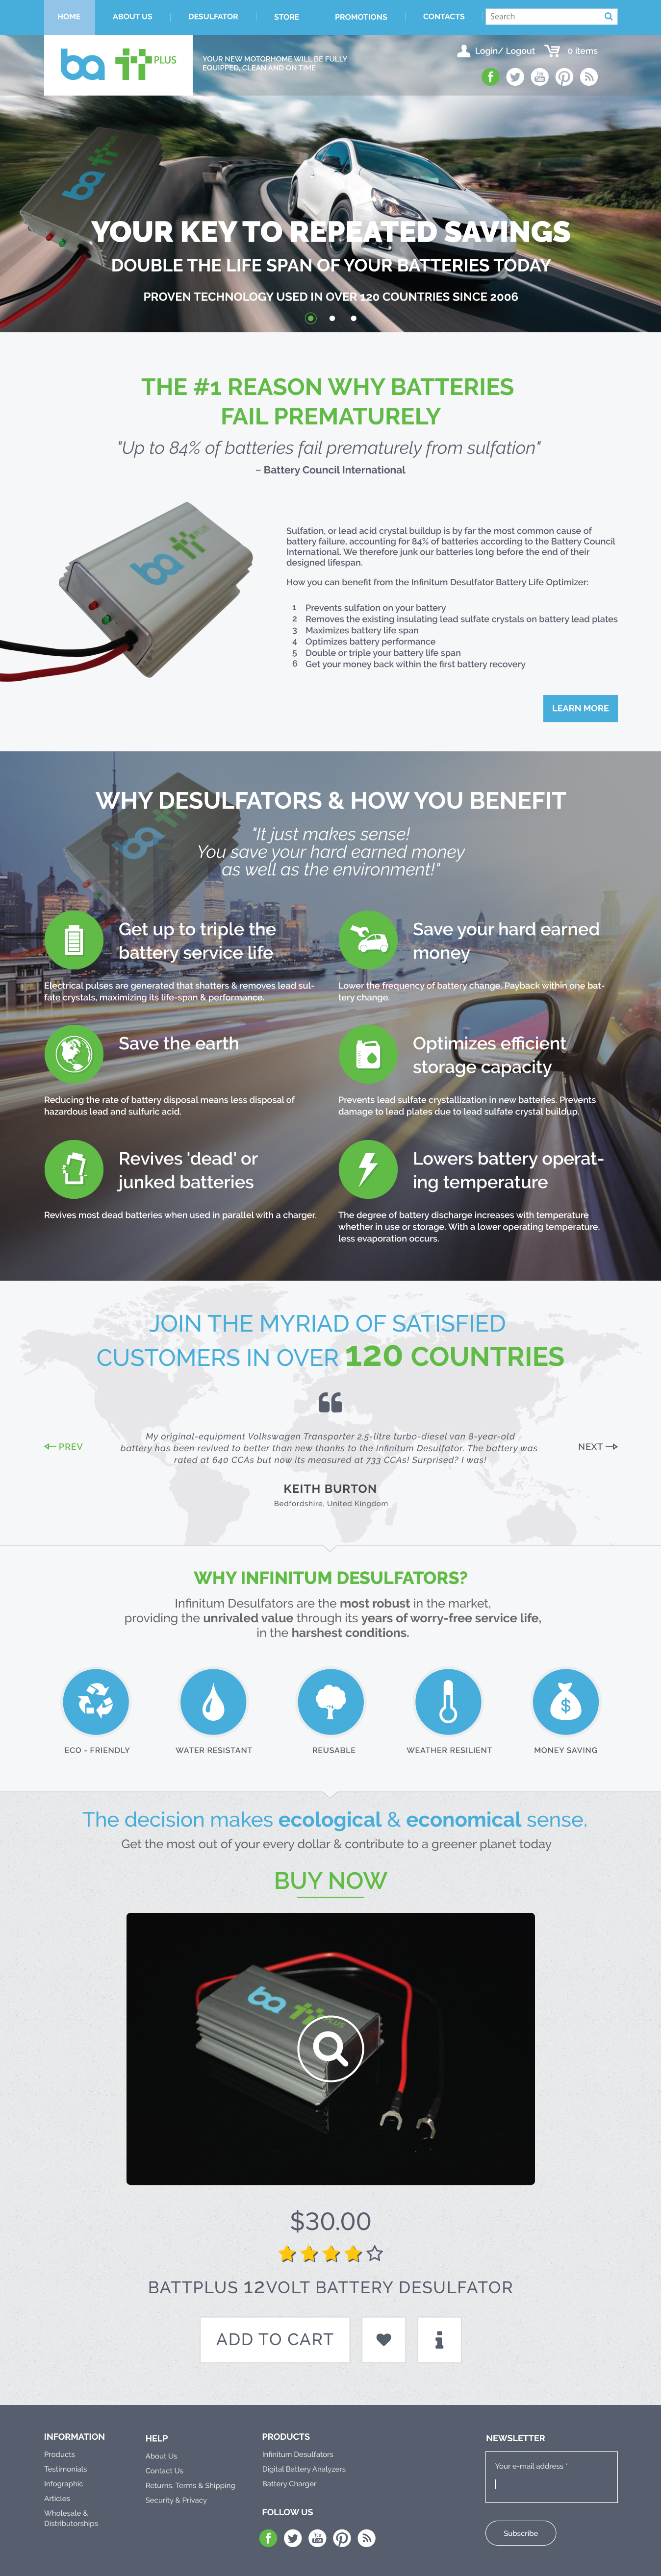 HOME
ABOUT US
DESULFATOR
STORE
PROMOTIONS
CONTACTS
Search
ba tt PLUS
YOUR NEW MOTORHOME WILL BE FULLY
EQUIPPED, CLEAN AND ON TIME
Login/ Logout
0 items
YOUR KEY TO REPEATED SAVINGS
DOUBLE THE LIFE SPAN OF YOUR BATTERIES TODAY
PROVEN TECHNOLOGY USED IN OVER 120 COUNTRIES SINCE 2006
THE #1 REASON WHY BATTERIES
FAIL PREMATURELY
"Up to 84% of batteries fail prematurely from sulfation"
– Battery Council International
ba tt PLUS
Sulfation, or lead acid crystal buildup is by far the most common cause of
battery failure, accounting for 84% of batteries according to the Battery Council
International. We therefore junk our batteries long before the end of their
designed lifespan.
How you can benefit from the Infinitum Desulfator Battery Life Optimizer:
1 Prevents sulfation on your battery
2 Removes the existing insulating lead sulfate crystals on battery lead plates
3 Maximizes battery life span
4 Optimizes battery performance
5 Double or triple your battery life span
6 Get your money back within the first battery recovery
LEARN MORE
WHY DESULFATORS & HOW YOU BENEFIT
"It just makes sense!
You save your hard earned money
as well as the environment!"
Get up to triple the
battery service life
Electrical pulses are generated that shatters & removes lead sul-
fate crystals, maximizing its life-span & performance.
Save your hard earned
money
Lower the frequency of battery change. Payback within one bat-
tery change.
Save the earth
Reducing the rate of battery disposal means less disposal of
hazardous lead and sulfuric acid.
Optimizes efficient
storage capacity
Prevents lead sulfate crystallization in new batteries. Prevents
damage to lead plates due to lead sulfate crystal buildup.
Revives 'dead' or
junked batteries
Revives most dead batteries when used in parallel with a charger.
Lowers battery operat-
ing temperature
The degree of battery discharge increases with temperature
whether in use or storage. With a lower operating temperature,
less evaporation occurs.
JOIN THE MYRIAD OF SATISFIED
CUSTOMERS IN OVER 120 COUNTRIES
PREV
My original-equipment Volkswagen Transporter 2.5-litre turbo-diesel van 8-year-old
battery has been revived to better than new thanks to the Infinitum Desulfator. The battery was
rated at 640 CCAs but now its measured at 733 CCAs! Surprised? I was!
NEXT
KEITH BURTON
Bedfordshire, United Kingdom
WHY INFINITUM DESULFATORS?
Infinitum Desulfators are the most robust in the market,
providing the unrivaled value through its years of worry-free service life,
in the harshest conditions.
ECO - FRIENDLY
WATER RESISTANT
REUSABLE
WEATHER RESILIENT
MONEY SAVING
The decision makes ecological & economical sense.
Get the most out of your every dollar & contribute to a greener planet today
BUY NOW
ba tt PLUS
$30.00
BATTPLUS 12VOLT BATTERY DESULFATOR
ADD TO CART
INFORMATION
Products
Testimonials
Infographic
Articles
Wholesale &
Distributorships
HELP
About Us
Contact Us
Returns, Terms & Shipping
Security & Privacy
PRODUCTS
Infinitum Desulfators
Digital Battery Analyzers
Battery Charger
FOLLOW US
NEWSLETTER
Your e-mail address *
Subscribe